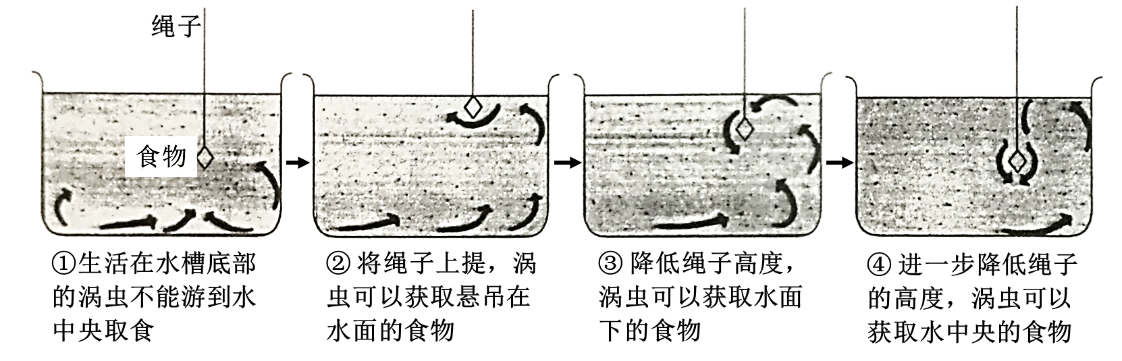 绳子
食物
①生活在水槽底部
的涡虫不能游到水
中央取食
② 将绳子上提，涡
虫可以获取悬吊在
水面的食物
③ 降低绳子高度，
涡虫可以获取水面
下的食物
④ 进一步降低绳子
的高度，涡虫可以
获取水中央的食物